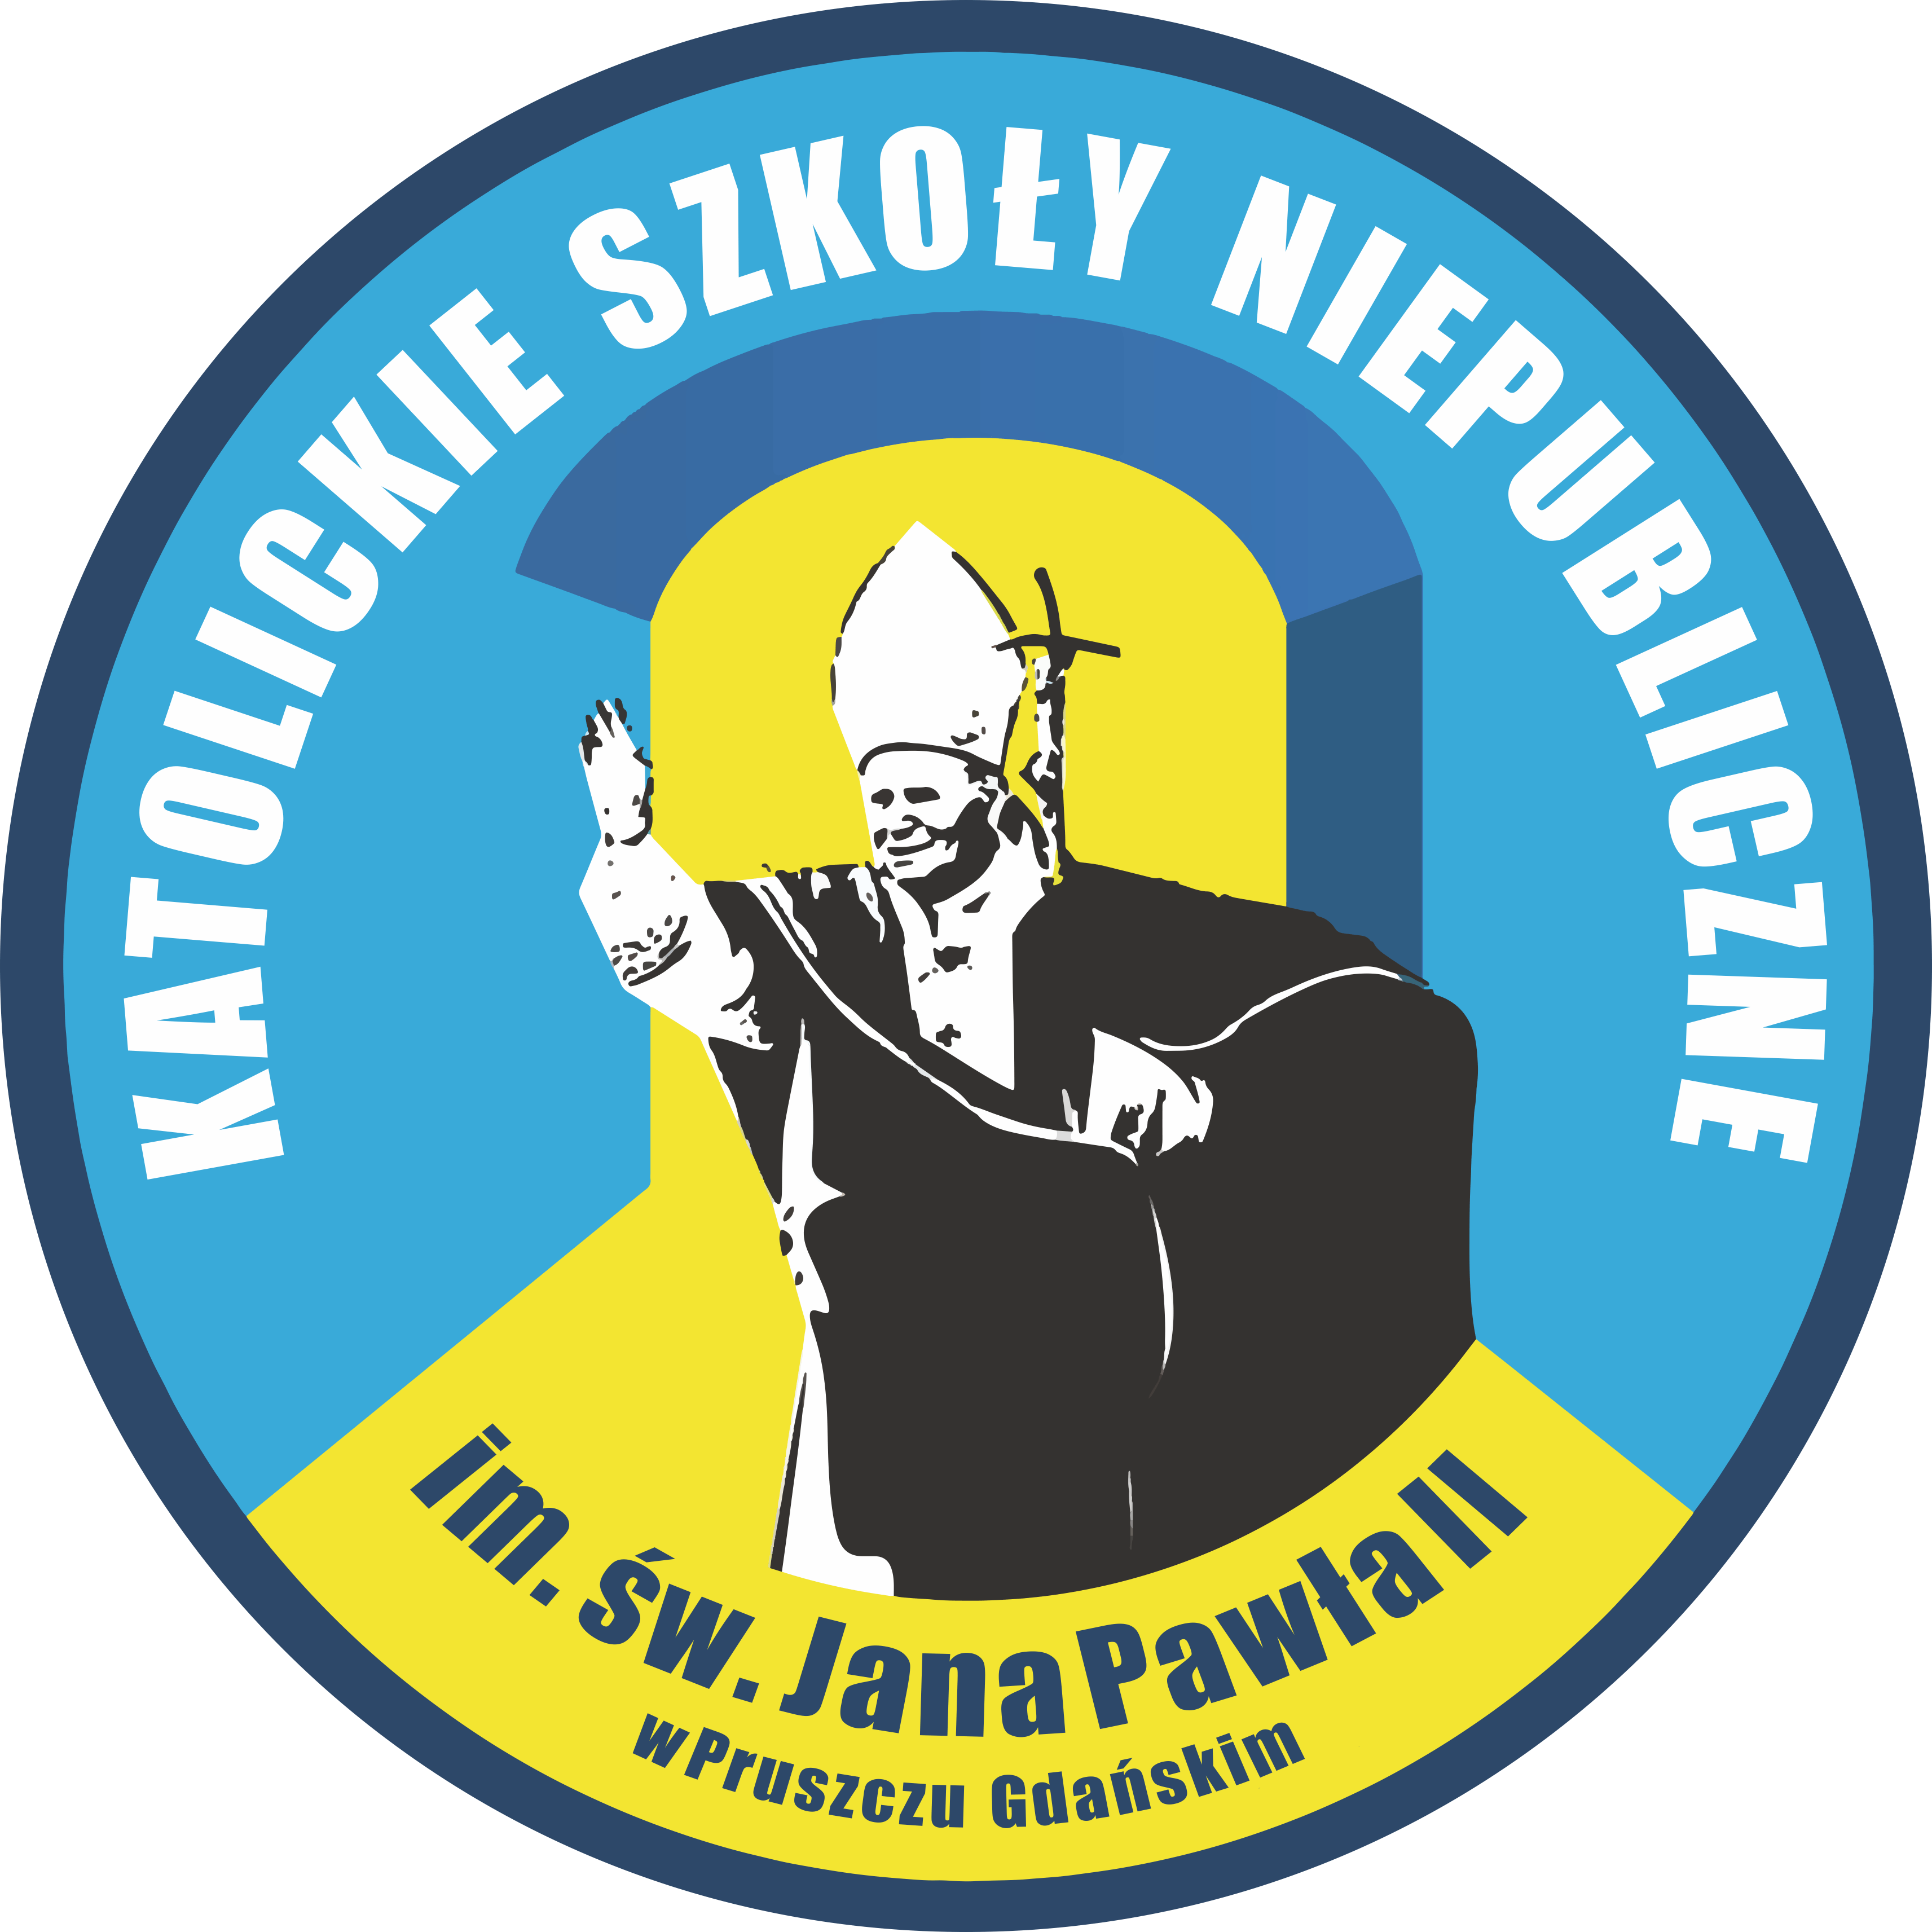 KATOLICKIE SZKOŁY NIEPUBLICZNE
im. św. Jana Pawła II
w Pruszczu Gdańskim